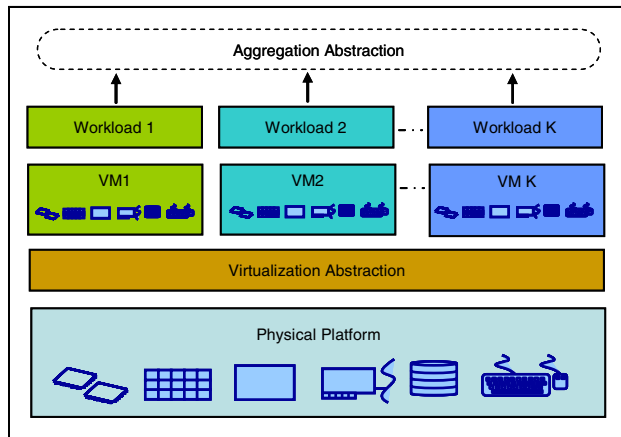 Aggregation Abstraction
Workload 1 Workload 2 Workload K
VM1 VM2 VM K
Virtualization Abstraction
Physical Platform